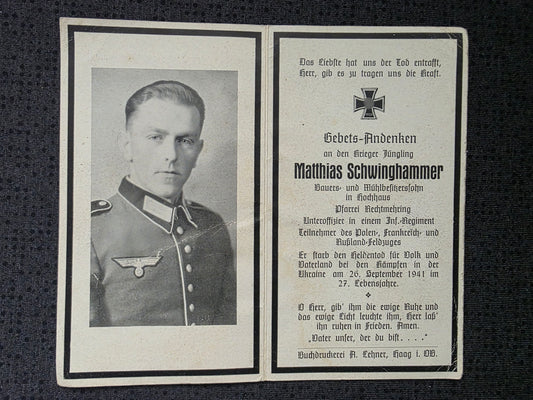 Das Liebste hat uns der Tod entrafft,
Herr, gib es zu tragen uns die Kraft.
Gebets-Andenken
an den Krieger Jüngling
Matthias Schwinghammer
Bauers- und Mühlbesitzerssohn
in Hochhaus
Pfarrei Rechtmehring
Unteroffizier in einem Inf.-Regiment
Teilnehmer des Polen-, Frankreich- und
Rußland-Feldzuges
Er starb den Heldentod für Volk und
Vaterland bei den Kämpfen in der
Ukraine am 26. September 1941 im
27. Lebensjahre.
O Herr, gib' ihm die ewige Ruhe und
das ewige Licht leuchte ihm, Herr laß'
ihn ruhen in Frieden. Amen.
„Vater unser, der du bist . . . ."
Buchdruckerei A. Lehner, Haag i. OB.